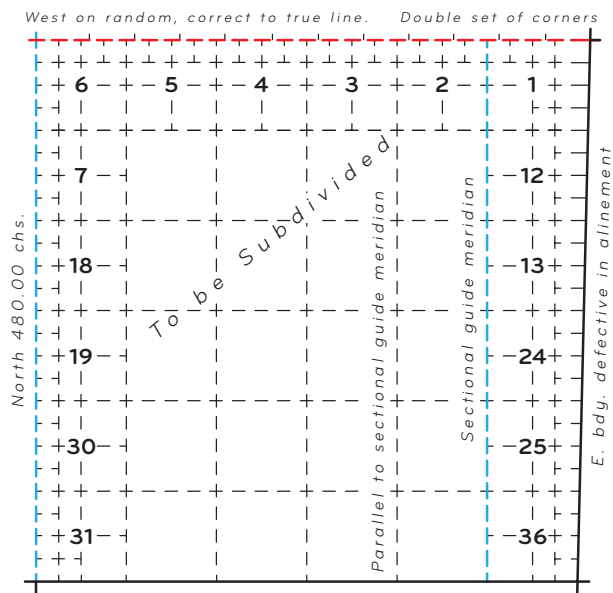 West on random, correct to true line. Double set of corners
6 5 4 3 2 1
7 12
18 13
19 24
30 25
31 36
To be Subdivided
North 480.00 chs.
Parallel to sectional guide meridian
Sectional guide meridian
E. bdy. defective in alinement